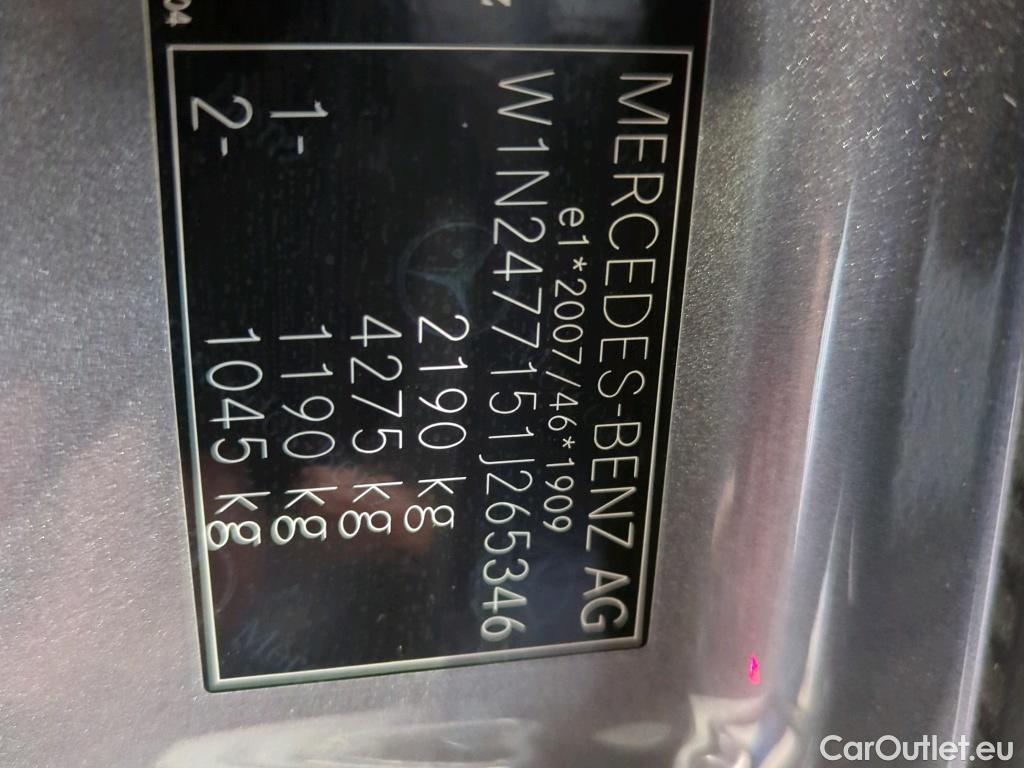 MERCEDES-BENZ AG
e1*2007/46*1909
W1N2477151J265346
2190 kg
4275 kg
1- 1190 kg
2- 1045 kg
04
CarOutlet.eu